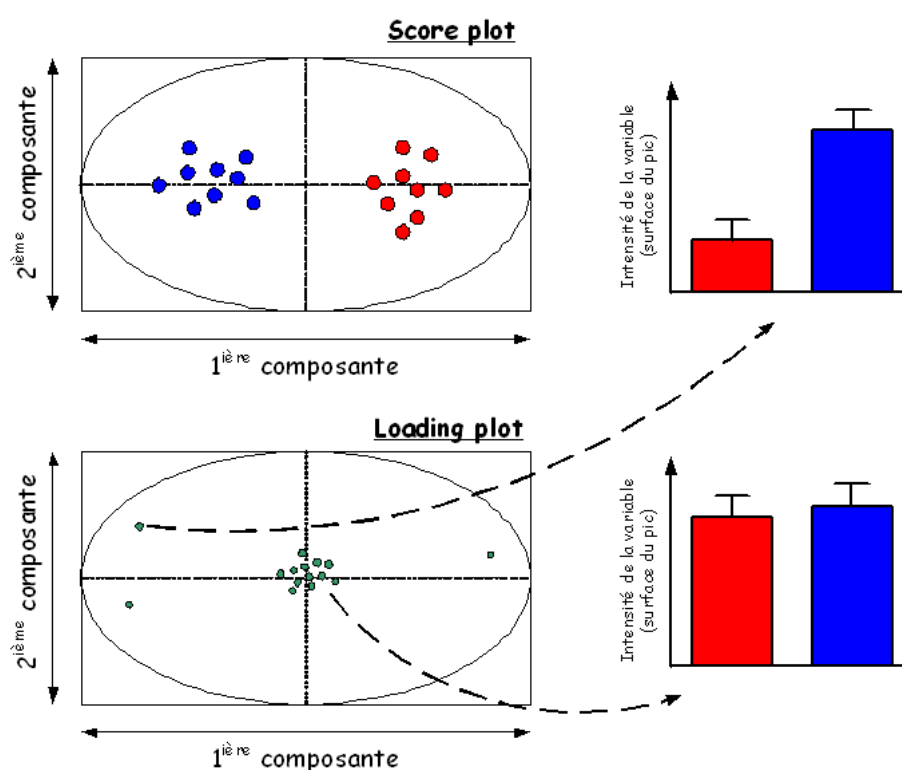 Score plot
2ième composante
1ière composante
Intensité de la variable
(surface du pic)
Loading plot
2ième composante
1ière composante
Intensité de la variable
(surface du pic)